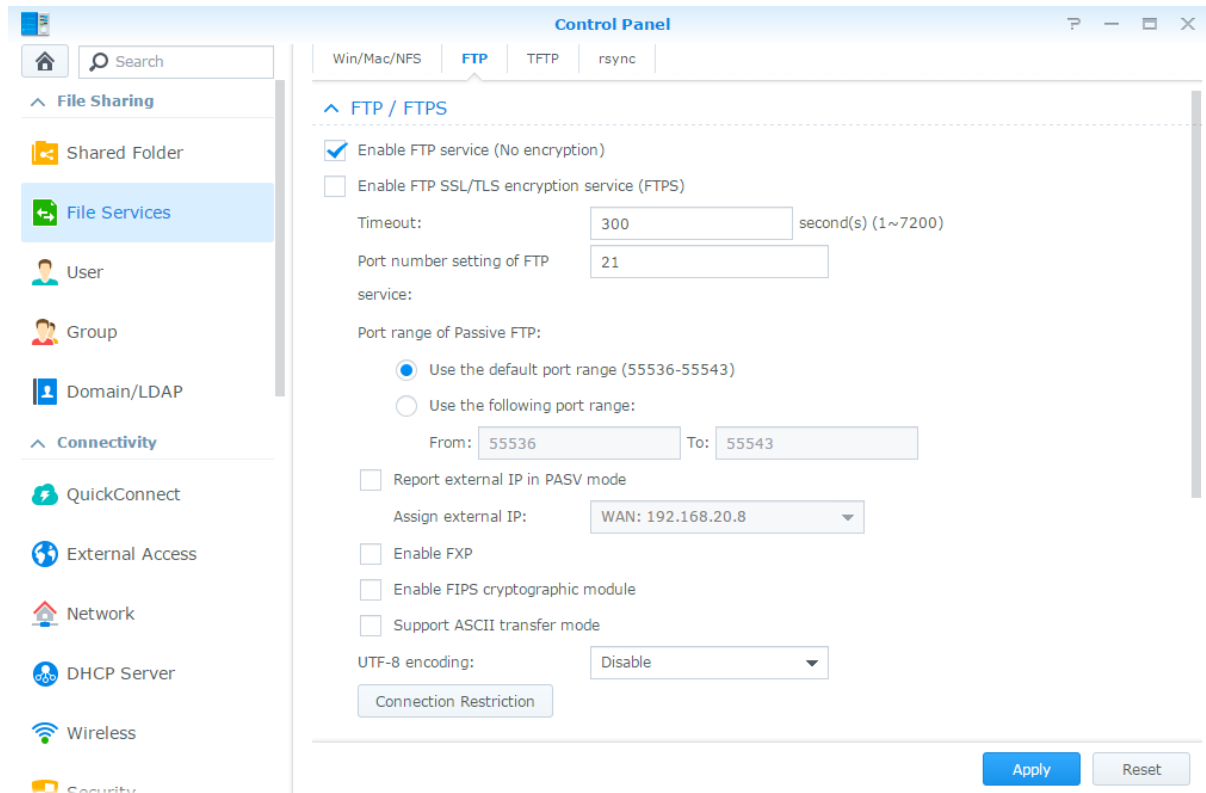 Control Panel
Search
File Sharing
Shared Folder
File Services
User
Group
Domain/LDAP
Connectivity
QuickConnect
External Access
Network
DHCP Server
Wireless
Security
Win/Mac/NFS FTP TFTP rsync
FTP / FTPS
Enable FTP service (No encryption)
Enable FTP SSL/TLS encryption service (FTPS)
Timeout: 300 second(s) (1~7200)
Port number setting of FTP 21
service:
Port range of Passive FTP:
Use the default port range (55536-55543)
Use the following port range:
From: 55536 To: 55543
Report external IP in PASV mode
Assign external IP: WAN: 192.168.20.8
Enable FXP
Enable FIPS cryptographic module
Support ASCII transfer mode
UTF-8 encoding: Disable
Connection Restriction
Apply Reset